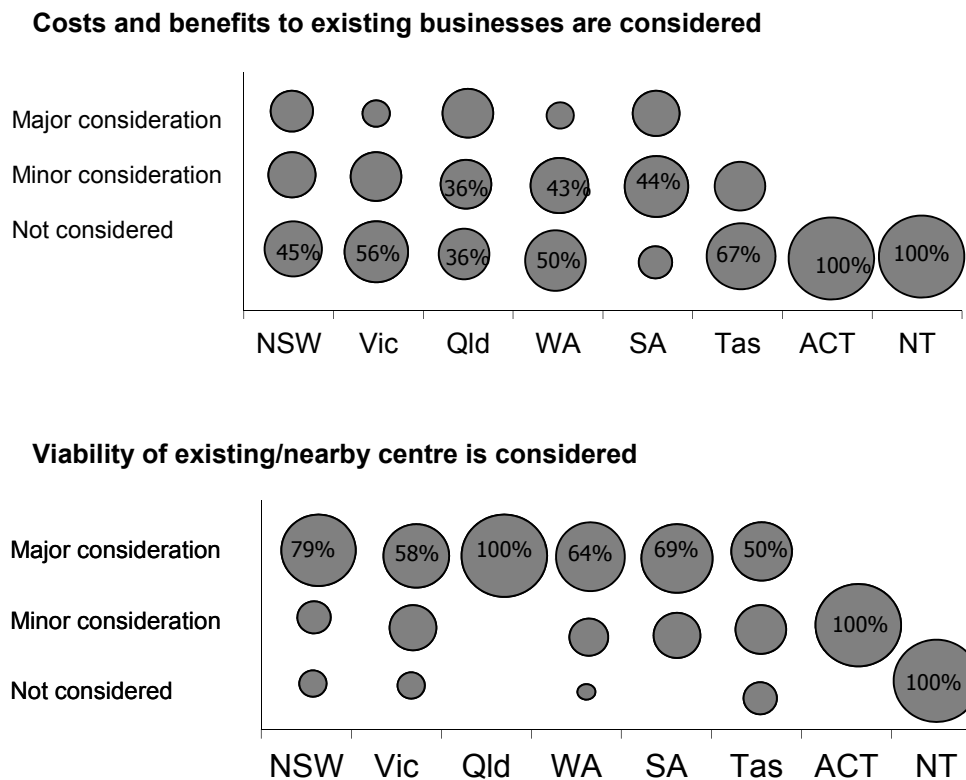 Costs and benefits to existing businesses are considered
Major consideration
Minor consideration 36% 43% 44%
Not considered
45% 56% 36% 50% 67% 100% 100%
NSW Vic Qld WA SA Tas ACT NT
Viability of existing/nearby centre is considered
Major consideration 79% 58% 100% 64% 69% 50%
Minor consideration 100%
Not considered 100%
NSW Vic Qld WA SA Tas ACT NT